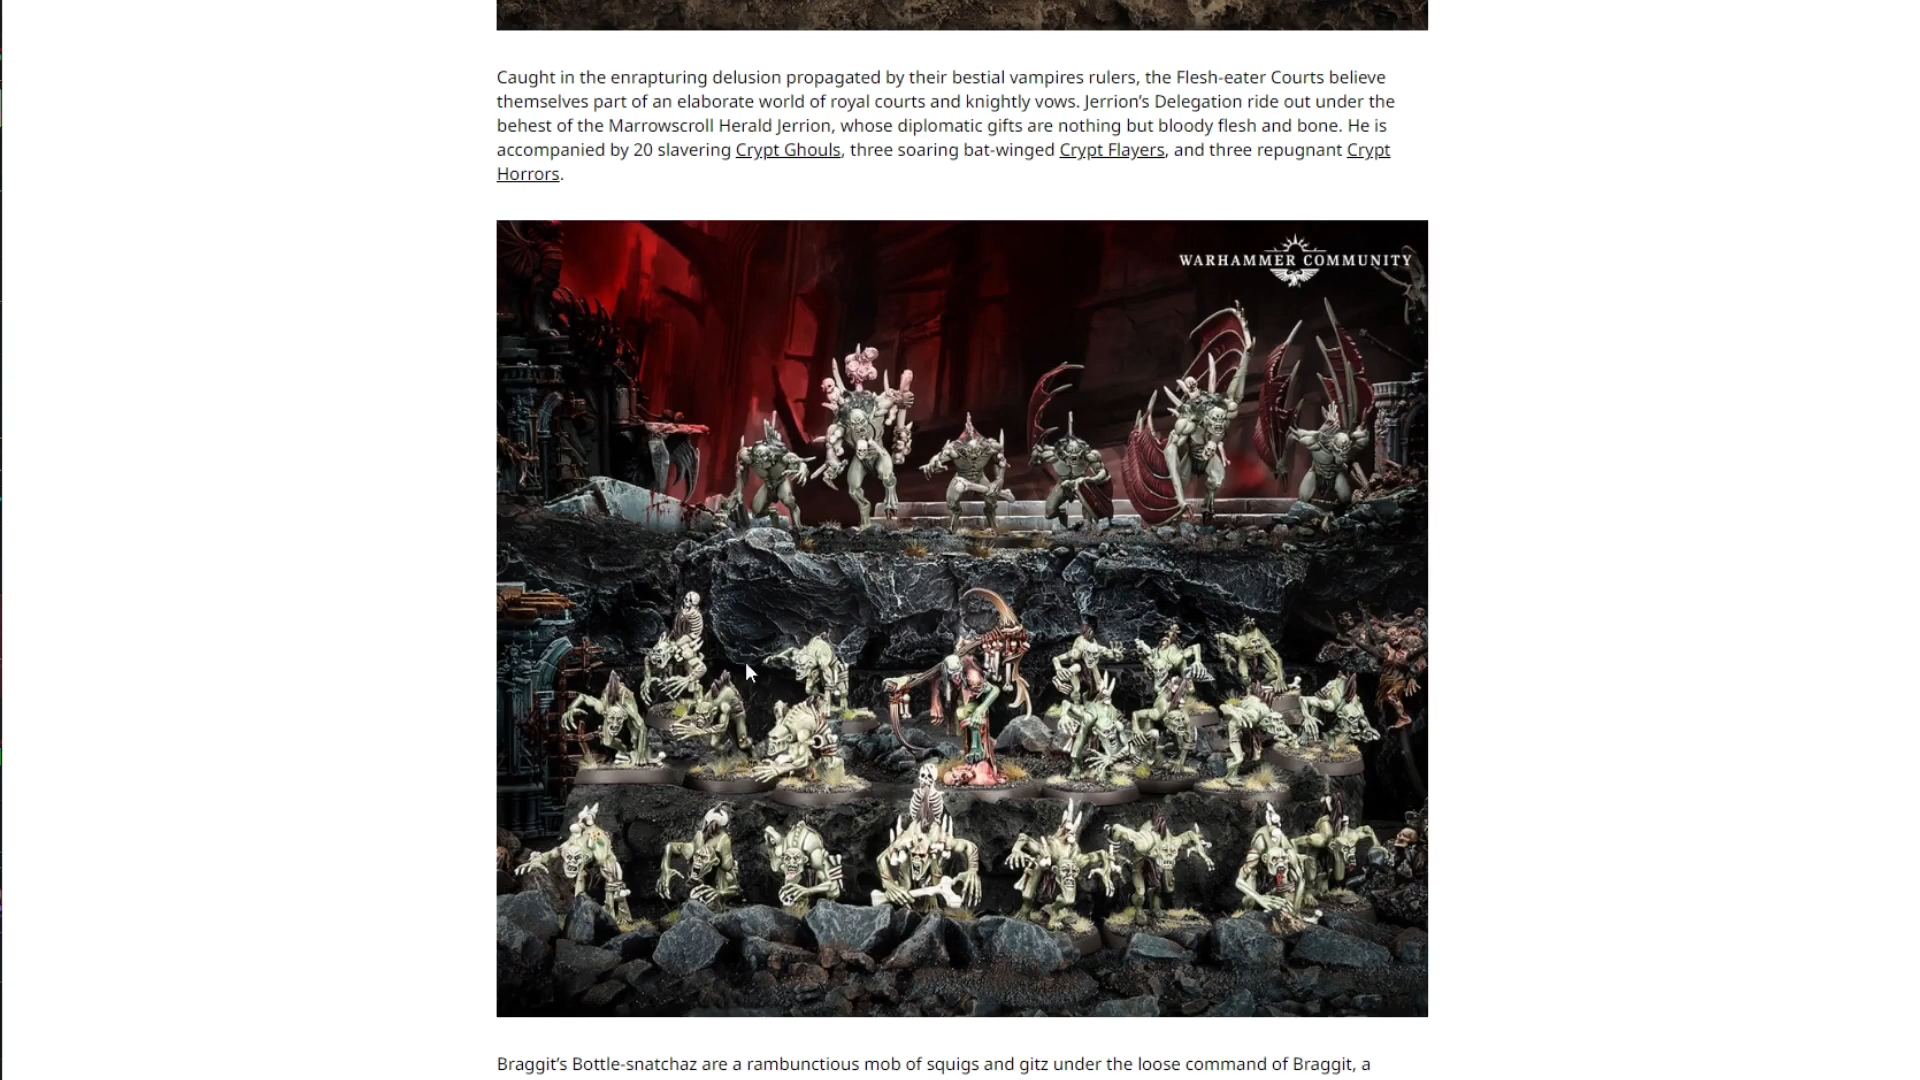 Caught in the enrapturing delusion propagated by their bestial vampires rulers, the Flesh-eater Courts believe
themselves part of an elaborate world of royal courts and knightly vows. Jerrion’s Delegation ride out under the
behest of the Marrowscroll Herald Jerrion, whose diplomatic gifts are nothing but bloody flesh and bone. He is
accompanied by 20 slavering Crypt Ghouls, three soaring bat-winged Crypt Flayers, and three repugnant Crypt
Horrors.
WARHAMMER COMMUNITY
Braggit’s Bottle-snatchaz are a rambunctious mob of squigs and gitz under the loose command of Braggit, a